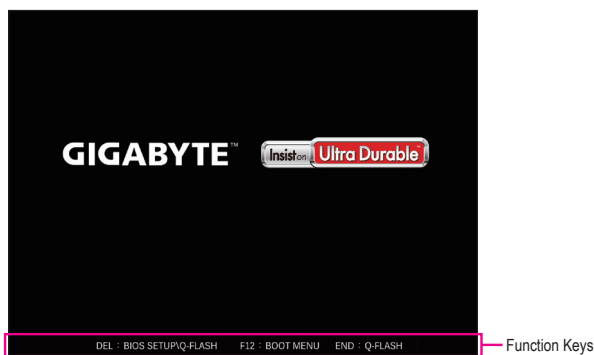 GIGABYTE™
Insist on Ultra Durable™
DEL : BIOS SETUP\Q-FLASH F12 : BOOT MENU END : Q-FLASH
Function Keys